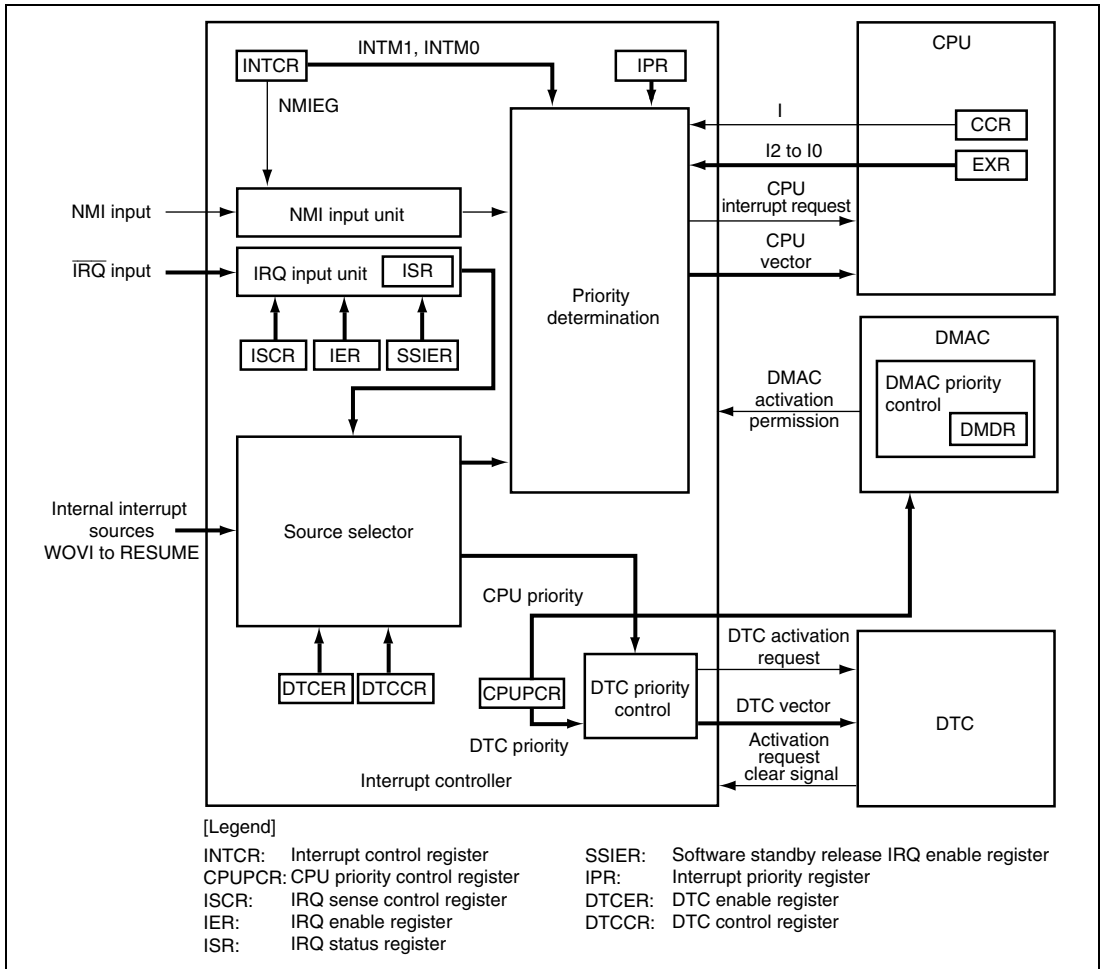 INTM1, INTM0
CPU
INTCR
IPR
NMIEG
I
CCR
I2 to I0
EXR
CPU
interrupt request
NMI input
NMI input unit
CPU
vector
IRQ input
IRQ input unit
ISR
Priority
determination
ISCR
IER
SSIER
DMAC
DMAC
activation
permission
DMAC priority
control
DMDR
Internal interrupt
sources
WOVI to RESUME
Source selector
CPU priority
DTC activation
request
DTCER
DTCCR
CPUPCR
DTC priority
control
DTC vector
DTC
DTC priority
Activation
request
clear signal
Interrupt controller
[Legend]
INTCR: Interrupt control register
CPUPCR: CPU priority control register
ISCR: IRQ sense control register
IER: IRQ enable register
ISR: IRQ status register
SSIER: Software standby release IRQ enable register
IPR: Interrupt priority register
DTCER: DTC enable register
DTCCR: DTC control register